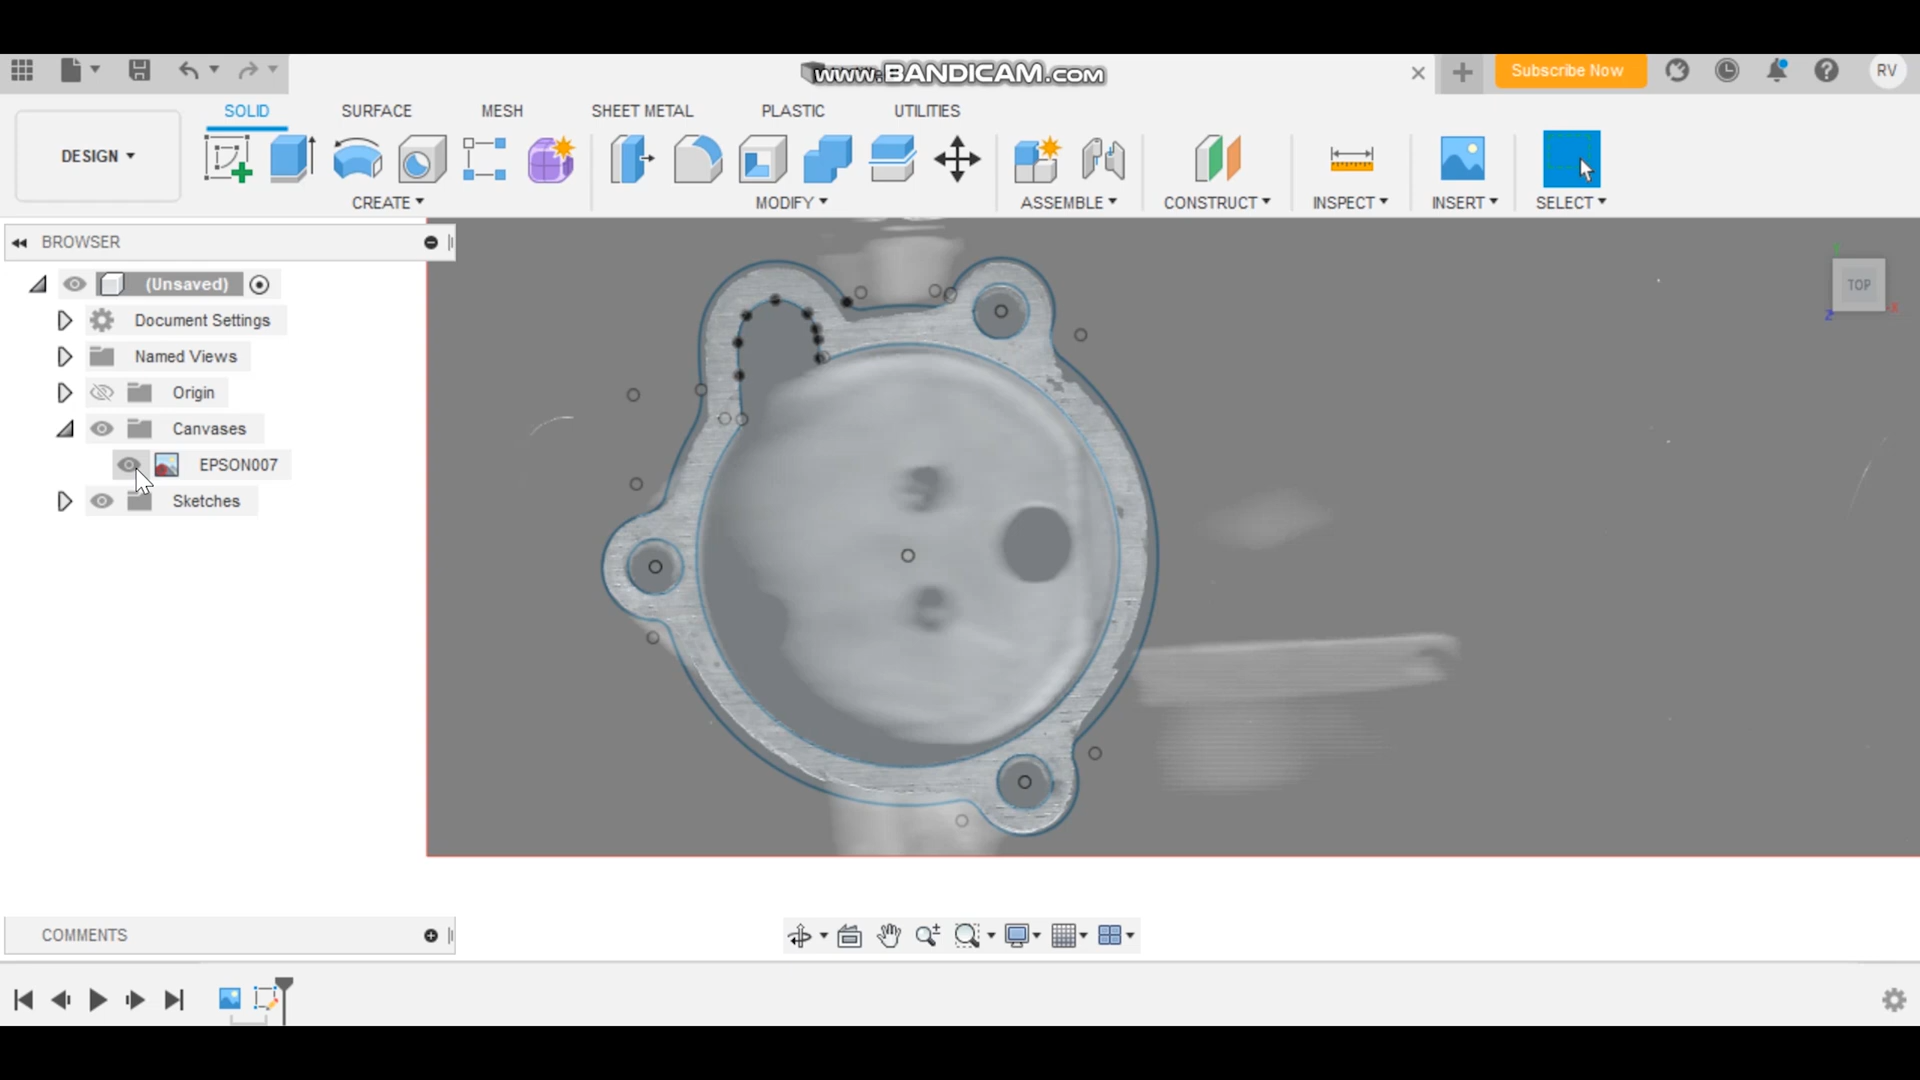 www.BANDICAM.com
Subscribe Now
RV
DESIGN
SOLID
SURFACE
MESH
SHEET METAL
PLASTIC
UTILITIES
CREATE
MODIFY
ASSEMBLE
CONSTRUCT
INSPECT
INSERT
SELECT
BROWSER
(Unsaved)
Document Settings
Named Views
Origin
Canvases
EPSON007
Sketches
TOP
Z
X
COMMENTS